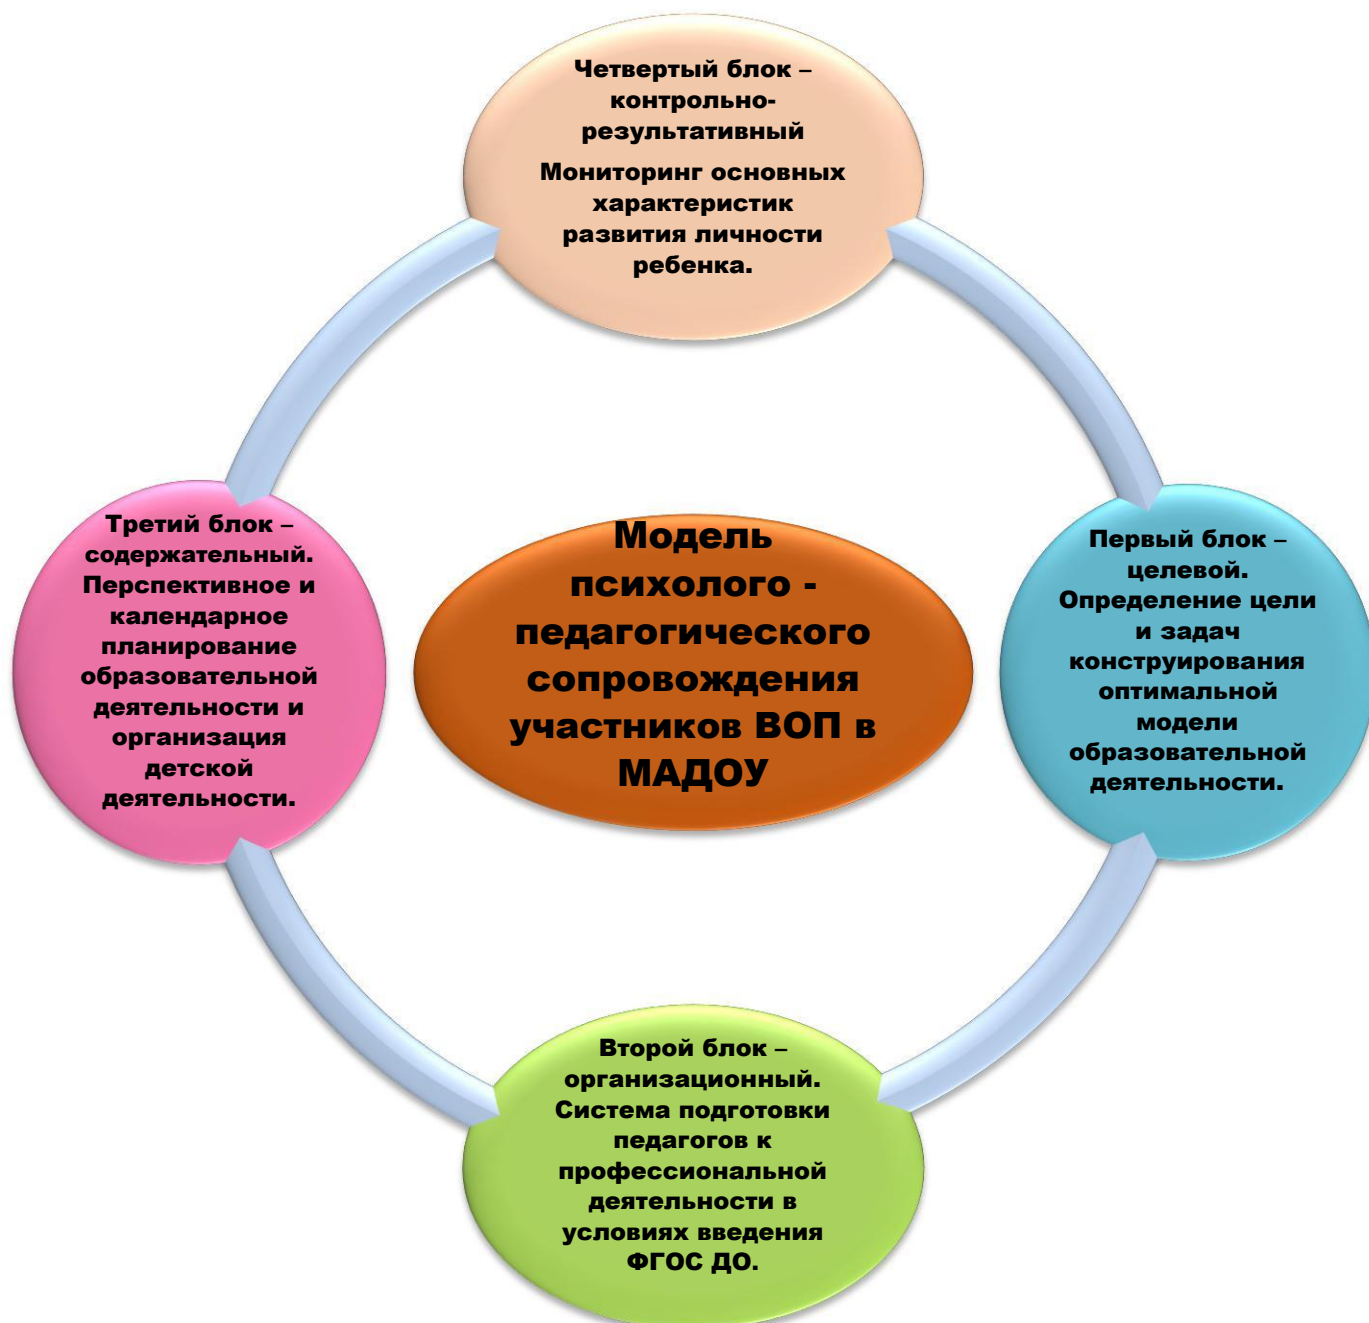 Четвертый блок –
контрольно-
результативный
Мониторинг основных
характеристик
развития личности
ребенка.
Третий блок –
содержательный.
Перспективное и
календарное
планирование
образовательной
деятельности и
организация
детской
деятельности.
Модель
психолого -
педагогического
сопровождения
участников ВОП в
МАДОУ
Первый блок –
целевой.
Определение цели
и задач
конструирования
оптимальной
модели
образовательной
деятельности.
Второй блок –
организационный.
Система подготовки
педагогов к
профессиональной
деятельности в
условиях введения
ФГОС ДО.